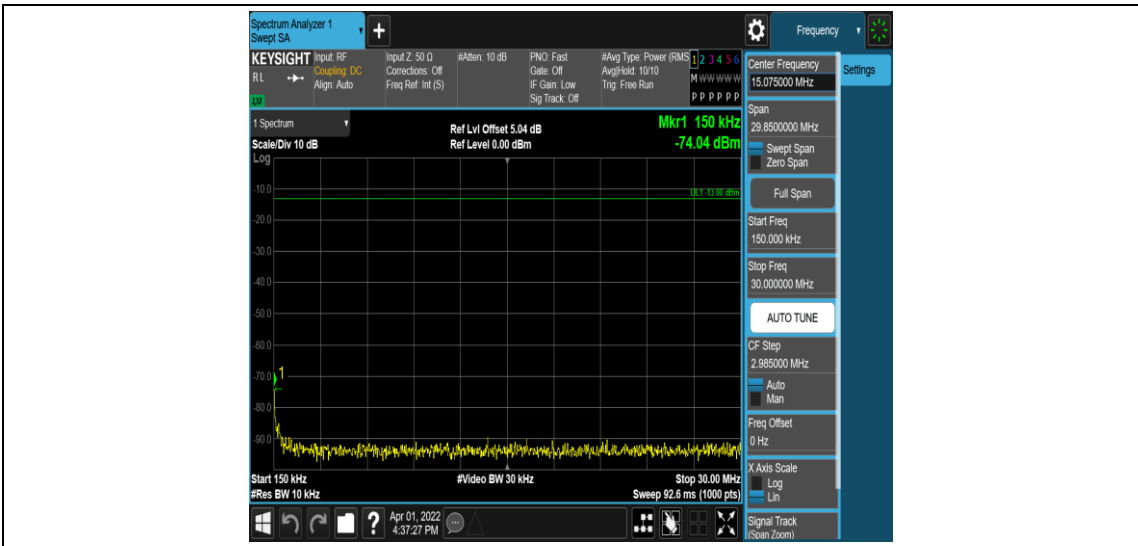 Spectrum Analyzer 1
Swept SA
+
Frequency
KEYSIGHT
RL
LXI
Input: RF
Coupling: DC
Align: Auto
Input Z: 50 Ω
Corrections: Off
Freq Ref: Int (S)
#Atten: 10 dB
PNO: Fast
Gate: Off
IF Gain: Low
Sig Track: Off
#Avg Type: Power (RMS
Avg|Hold: 10/10
Trig: Free Run
1 2 3 4 5 6
M W W W W W
P P P P P P
1 Spectrum
Scale/Div 10 dB
Log
Ref Lvl Offset 5.04 dB
Ref Level 0.00 dBm
Mkr1 150 kHz
-74.04 dBm
DL1 -13.00 dBm
-10.0
-20.0
-30.0
-40.0
-50.0
-60.0
-70.0
1
-80.0
-90.0
Start 150 kHz
#Res BW 10 kHz
#Video BW 30 kHz
Stop 30.00 MHz
Sweep 92.6 ms (1000 pts)
?
Apr 01, 2022
4:37:27 PM
Center Frequency
15.075000 MHz
Settings
Span
29.8500000 MHz
Swept Span
Zero Span
Full Span
Start Freq
150.000 kHz
Stop Freq
30.000000 MHz
AUTO TUNE
CF Step
2.985000 MHz
Auto
Man
Freq Offset
0 Hz
X Axis Scale
Log
Lin
Signal Track
(Span Zoom)